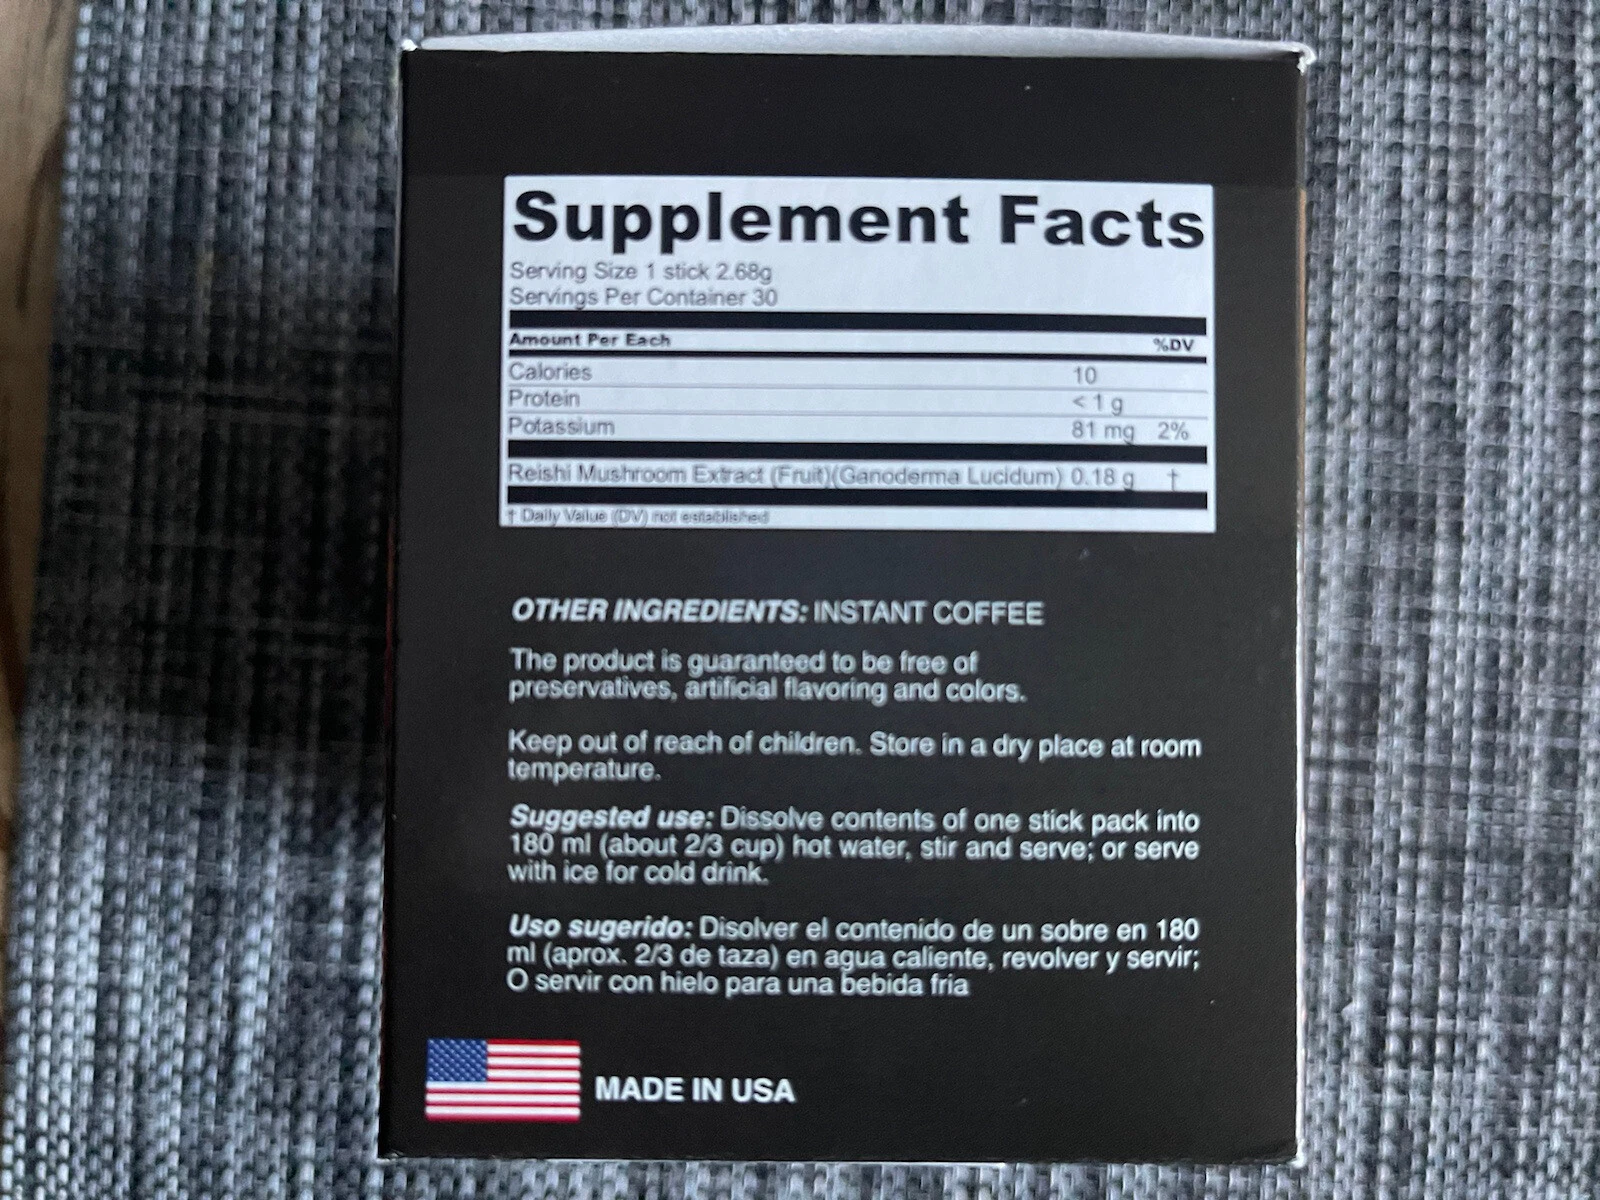 Supplement Facts
Serving Size 1 stick 2.68g
Servings Per Container 30
Amount Per Each %DV
Calories 10
Protein < 1 g
Potassium 81 mg 2%
Reishi Mushroom Extract (Fruit)(Ganoderma Lucidum) 0.18 g †
† Daily Value (DV) not established
OTHER INGREDIENTS: INSTANT COFFEE
The product is guaranteed to be free of
preservatives, artificial flavoring and colors.
Keep out of reach of children. Store in a dry place at room
temperature.
Suggested use: Dissolve contents of one stick pack into
180 ml (about 2/3 cup) hot water, stir and serve; or serve
with ice for cold drink.
Uso sugerido: Disolver el contenido de un sobre en 180
ml (aprox. 2/3 de taza) en agua caliente, revolver y servir;
O servir con hielo para una bebida fria
MADE IN USA